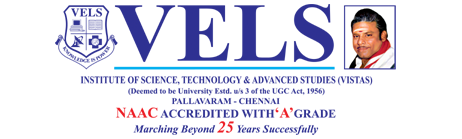 VELS
KNOWLEDGE IS POWER
VELS
INSTITUTE OF SCIENCE, TECHNOLOGY & ADVANCED STUDIES (VISTAS)
(Deemed to be University Estd. u/s 3 of the UGC Act, 1956)
PALLAVARAM - CHENNAI
NAAC ACCREDITED WITH ‘A’ GRADE
Marching Beyond 25 Years Successfully